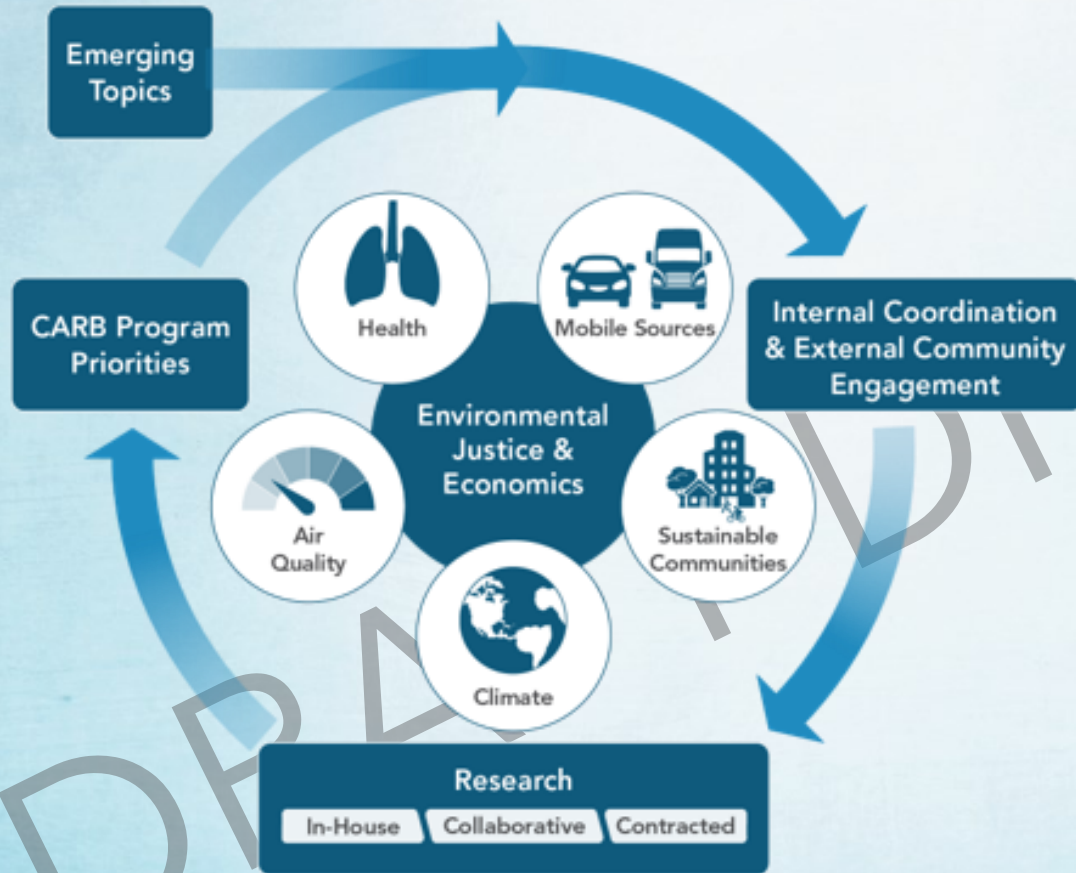 Emerging
Topics
CARB Program
Priorities
Internal Coordination
& External Community
Engagement
Health
Mobile Sources
Environmental
Justice &
Economics
Air
Quality
Sustainable
Communities
Climate
Research
In-House
Collaborative
Contracted